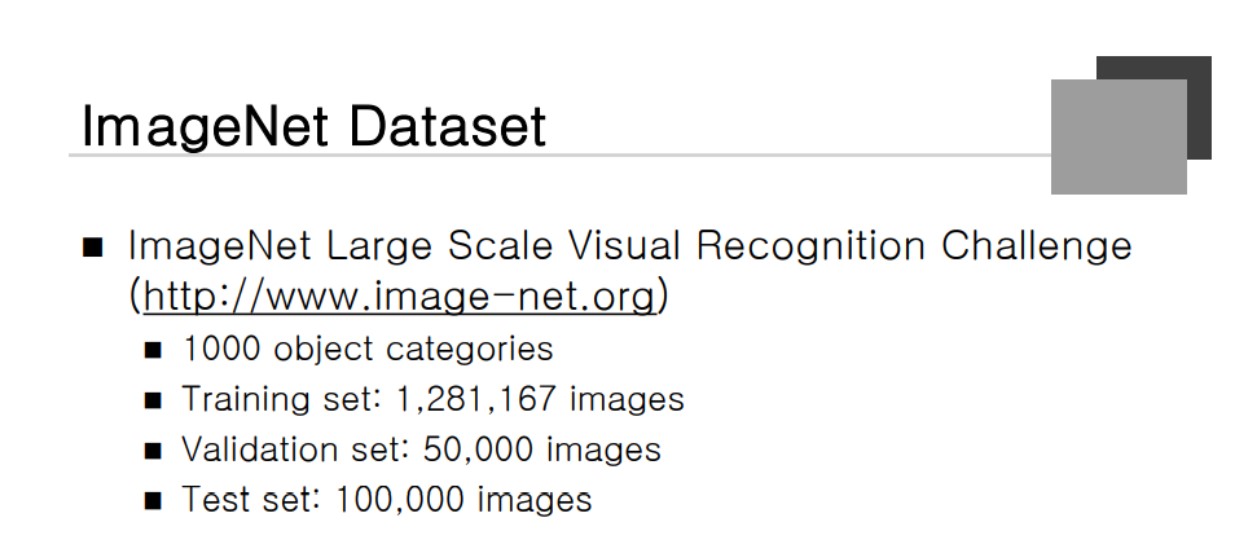 ImageNet Dataset
■ ImageNet Large Scale Visual Recognition Challenge
(http://www.image-net.org)
■ 1000 object categories
■ Training set: 1,281,167 images
■ Validation set: 50,000 images
■ Test set: 100,000 images